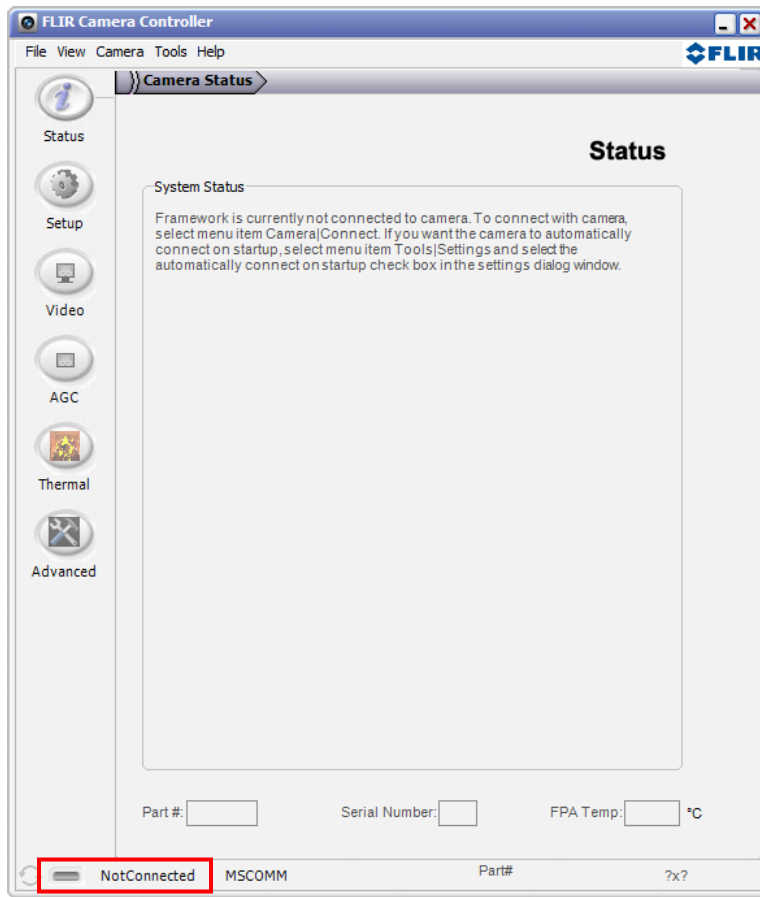 FLIR Camera Controller
File View Camera Tools Help
FLIR
Camera Status
Status
Status
System Status
Framework is currently not connected to camera. To connect with camera,
select menu item Camera|Connect. If you want the camera to automatically
connect on startup, select menu item Tools|Settings and select the
automatically connect on startup check box in the settings dialog window.
Setup
Video
AGC
Thermal
Advanced
Part #: Serial Number: FPA Temp: °C
NotConnected MSCOMM Part# ?x?